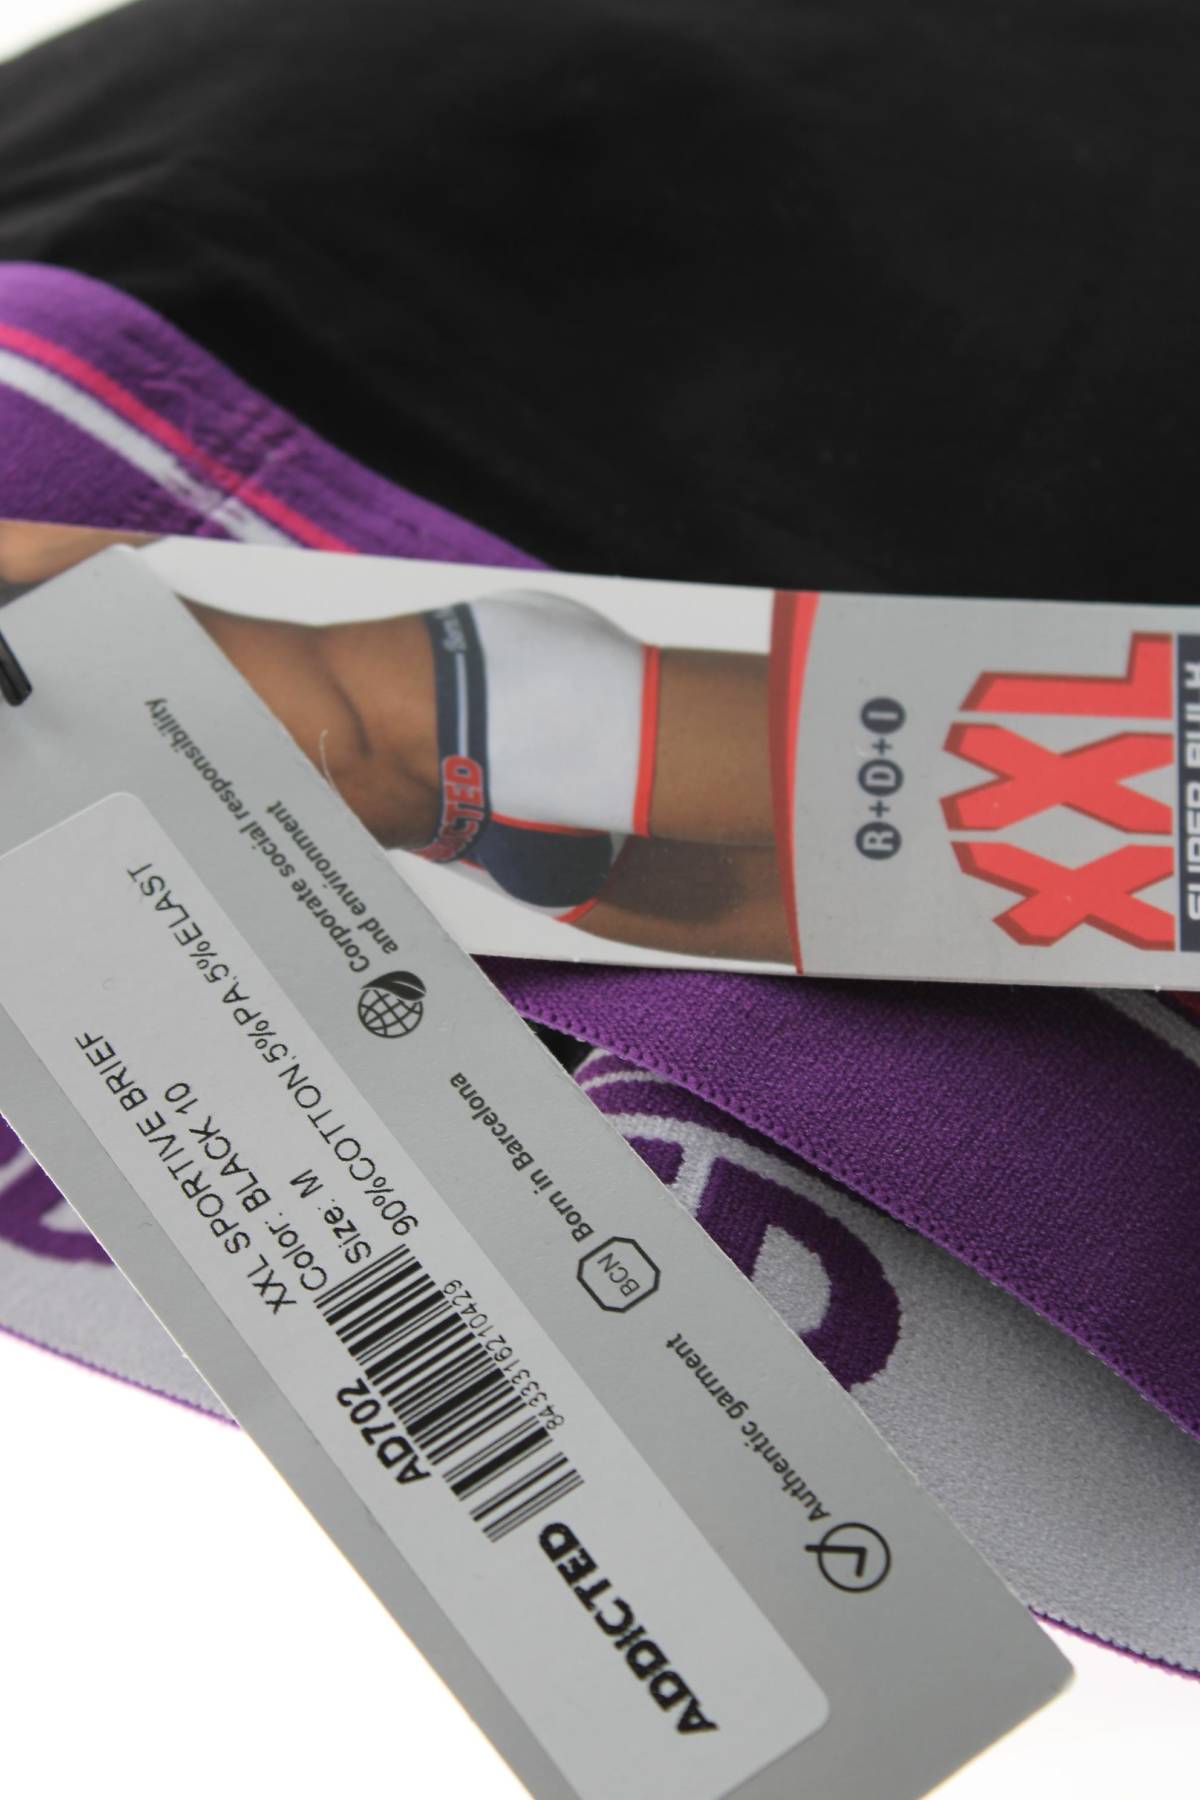 R+D+I
XXL
Corporate social responsibility
and environment
BCN Born in Barcelona
Authentic garment
ADDICTED
AD702
8433316210429
XXL SPORTIVE BRIEF
Color: BLACK 10
Size: M
90%COTTON,5%PA,5%ELAST